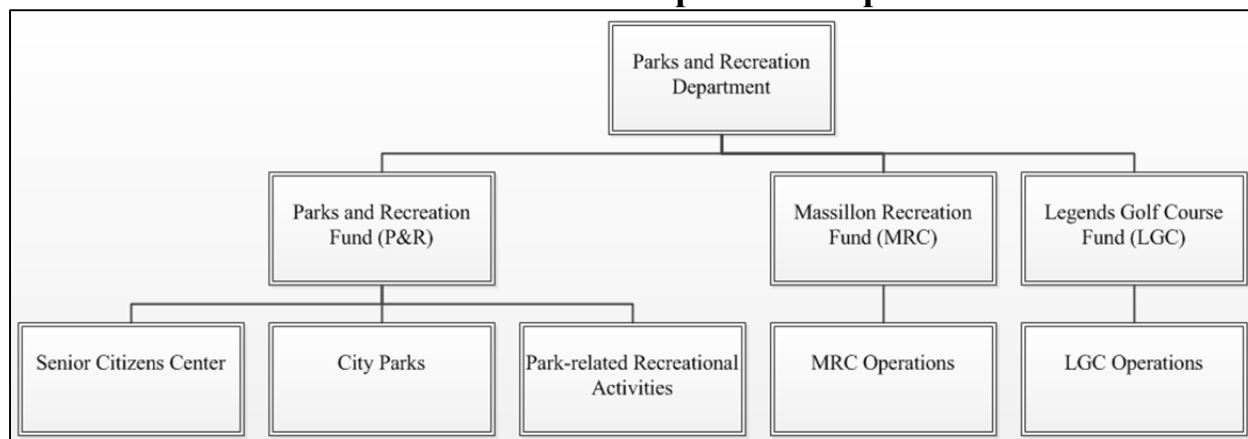 Parks and Recreation
Department
Parks and Recreation
Fund (P&R)
Massillon Recreation
Fund (MRC)
Legends Golf Course
Fund (LGC)
Senior Citizens Center
City Parks
Park-related Recreational
Activities
MRC Operations
LGC Operations